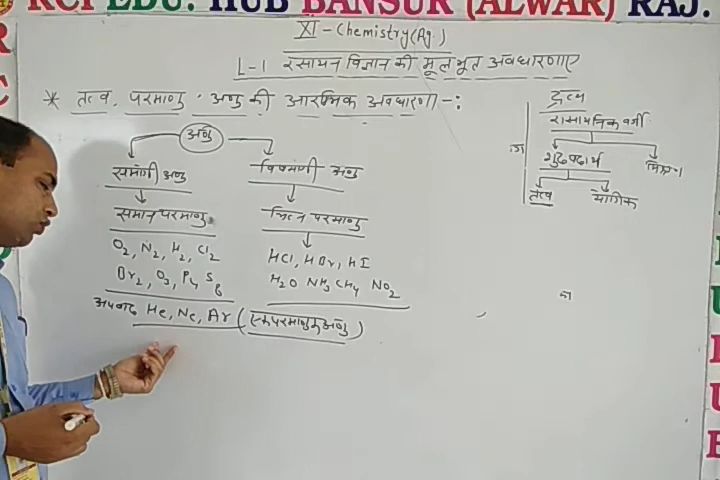 RCI EDU. HUB BANSUR (ALWAR) RAJ.
XI - Chemistry (Ag.)
L-1 रसायन विज्ञान की मूलभूत अवधारणाएं
* तत्व, परमाणु, अणु की आरम्भिक अवधारणा -:
अणु
समांगी अणु
विषमांगी अणु
समान परमाणु
भिन्न परमाणु
O2, N2, H2, Cl2
HCl, HBr, HI
Br2, O3, P4, S8
H2O NH3 CH4 NO2
अपवाद He, Ne, Ar (एकपरमाणुक अणु)
द्रव्य
रासायनिक वर्गी
शुद्ध पदार्थ
मिश्रण
तत्व
यौगिक